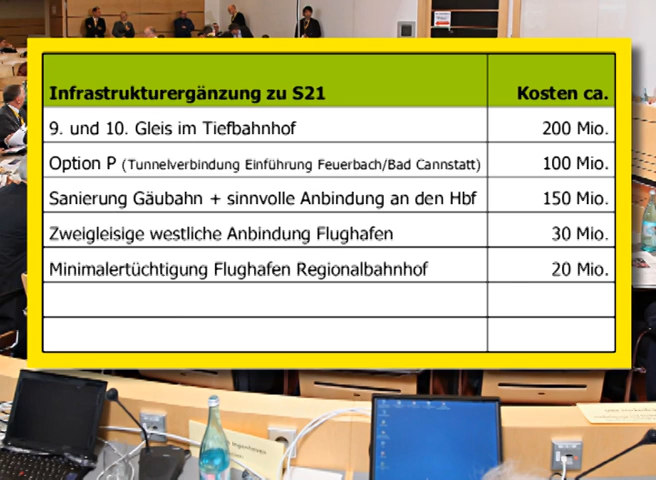 Infrastrukturergänzung zu S21 Kosten ca.
9. und 10. Gleis im Tiefbahnhof 200 Mio.
Option P (Tunnelverbindung Einführung Feuerbach/Bad Cannstatt) 100 Mio.
Sanierung Gäubahn + sinnvolle Anbindung an den Hbf 150 Mio.
Zweigleisige westliche Anbindung Flughafen 30 Mio.
Minimalertüchtigung Flughafen Regionalbahnhof 20 Mio.